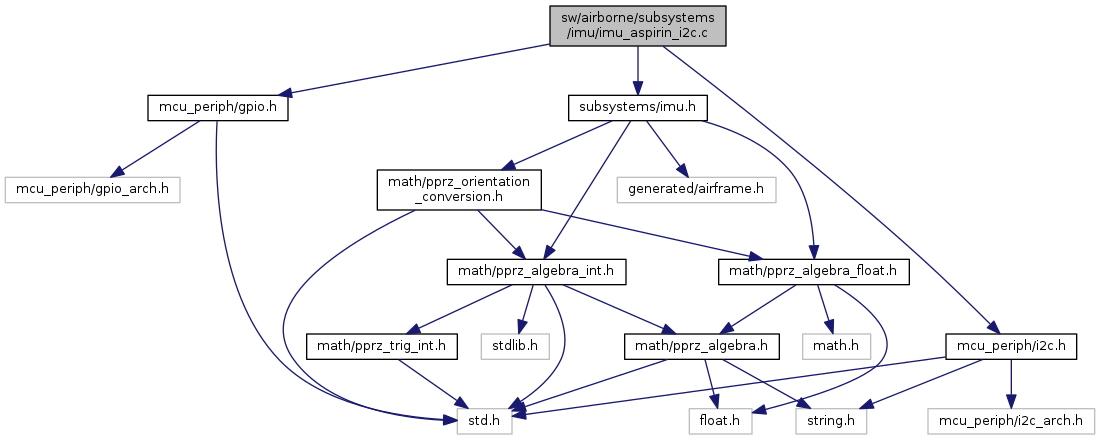 sw/airborne/subsystems
/imu/imu_aspirin_i2c.c
mcu_periph/gpio.h
subsystems/imu.h
mcu_periph/gpio_arch.h
math/pprz_orientation
_conversion.h
generated/airframe.h
math/pprz_algebra_int.h
math/pprz_algebra_float.h
math/pprz_trig_int.h
stdlib.h
math/pprz_algebra.h
math.h
mcu_periph/i2c.h
std.h
float.h
string.h
mcu_periph/i2c_arch.h